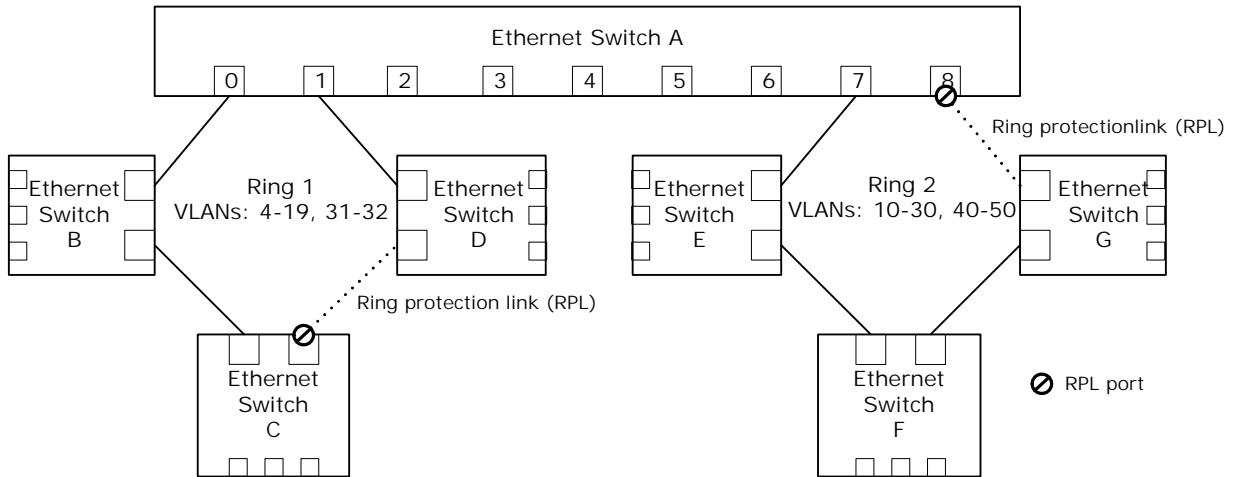 Ethernet Switch A
0
1
2
3
4
5
6
7
8
Ring protectionlink (RPL)
Ethernet
Switch
B
Ring 1
VLANs: 4-19, 31-32
Ethernet
Switch
D
Ethernet
Switch
E
Ring 2
VLANs: 10-30, 40-50
Ethernet
Switch
G
Ring protection link (RPL)
Ethernet
Switch
C
Ethernet
Switch
F
RPL port